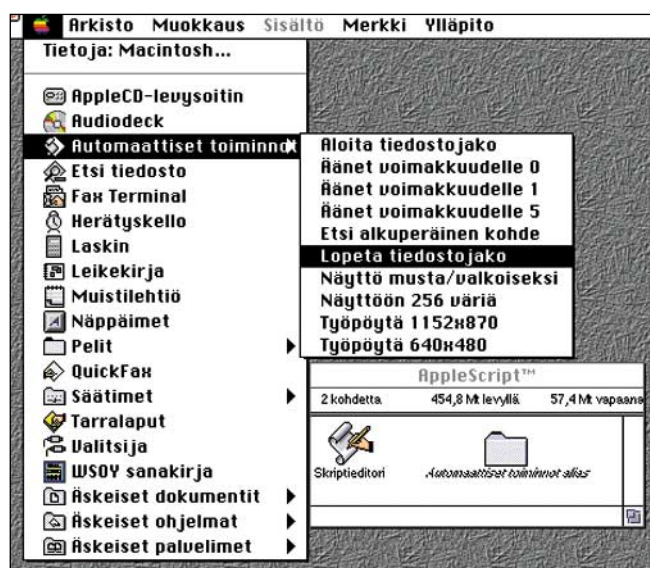 Arkisto Muokkaus Sisältö Merkki Ylläpito
Tietoja: Macintosh...
AppleCD-levysoitin
Audiodeck
Automaattiset toiminnot
Etsi tiedosto
Fax Terminal
Herätyskello
Laskin
Leikekirja
Muistilehtiö
Näppäimet
Pelit
QuickFax
Säätimet
Tarralaput
Valitsija
WSOY sanakirja
Äskeiset dokumentit
Äskeiset ohjelmat
Äskeiset palvelimet
Aloita tiedostojako
Äänet voimakkuudelle 0
Äänet voimakkuudelle 1
Äänet voimakkuudelle 5
Etsi alkuperäinen kohde
Lopeta tiedostojako
Näyttö musta/valkoiseksi
Näyttöön 256 väriä
Työpöytä 1152x870
Työpöytä 640x480
AppleScript™
2 kohdetta 454,8 Mt levyllä 57,4 Mt vapaana
Skriptieditori
Automaattiset toiminnot alias